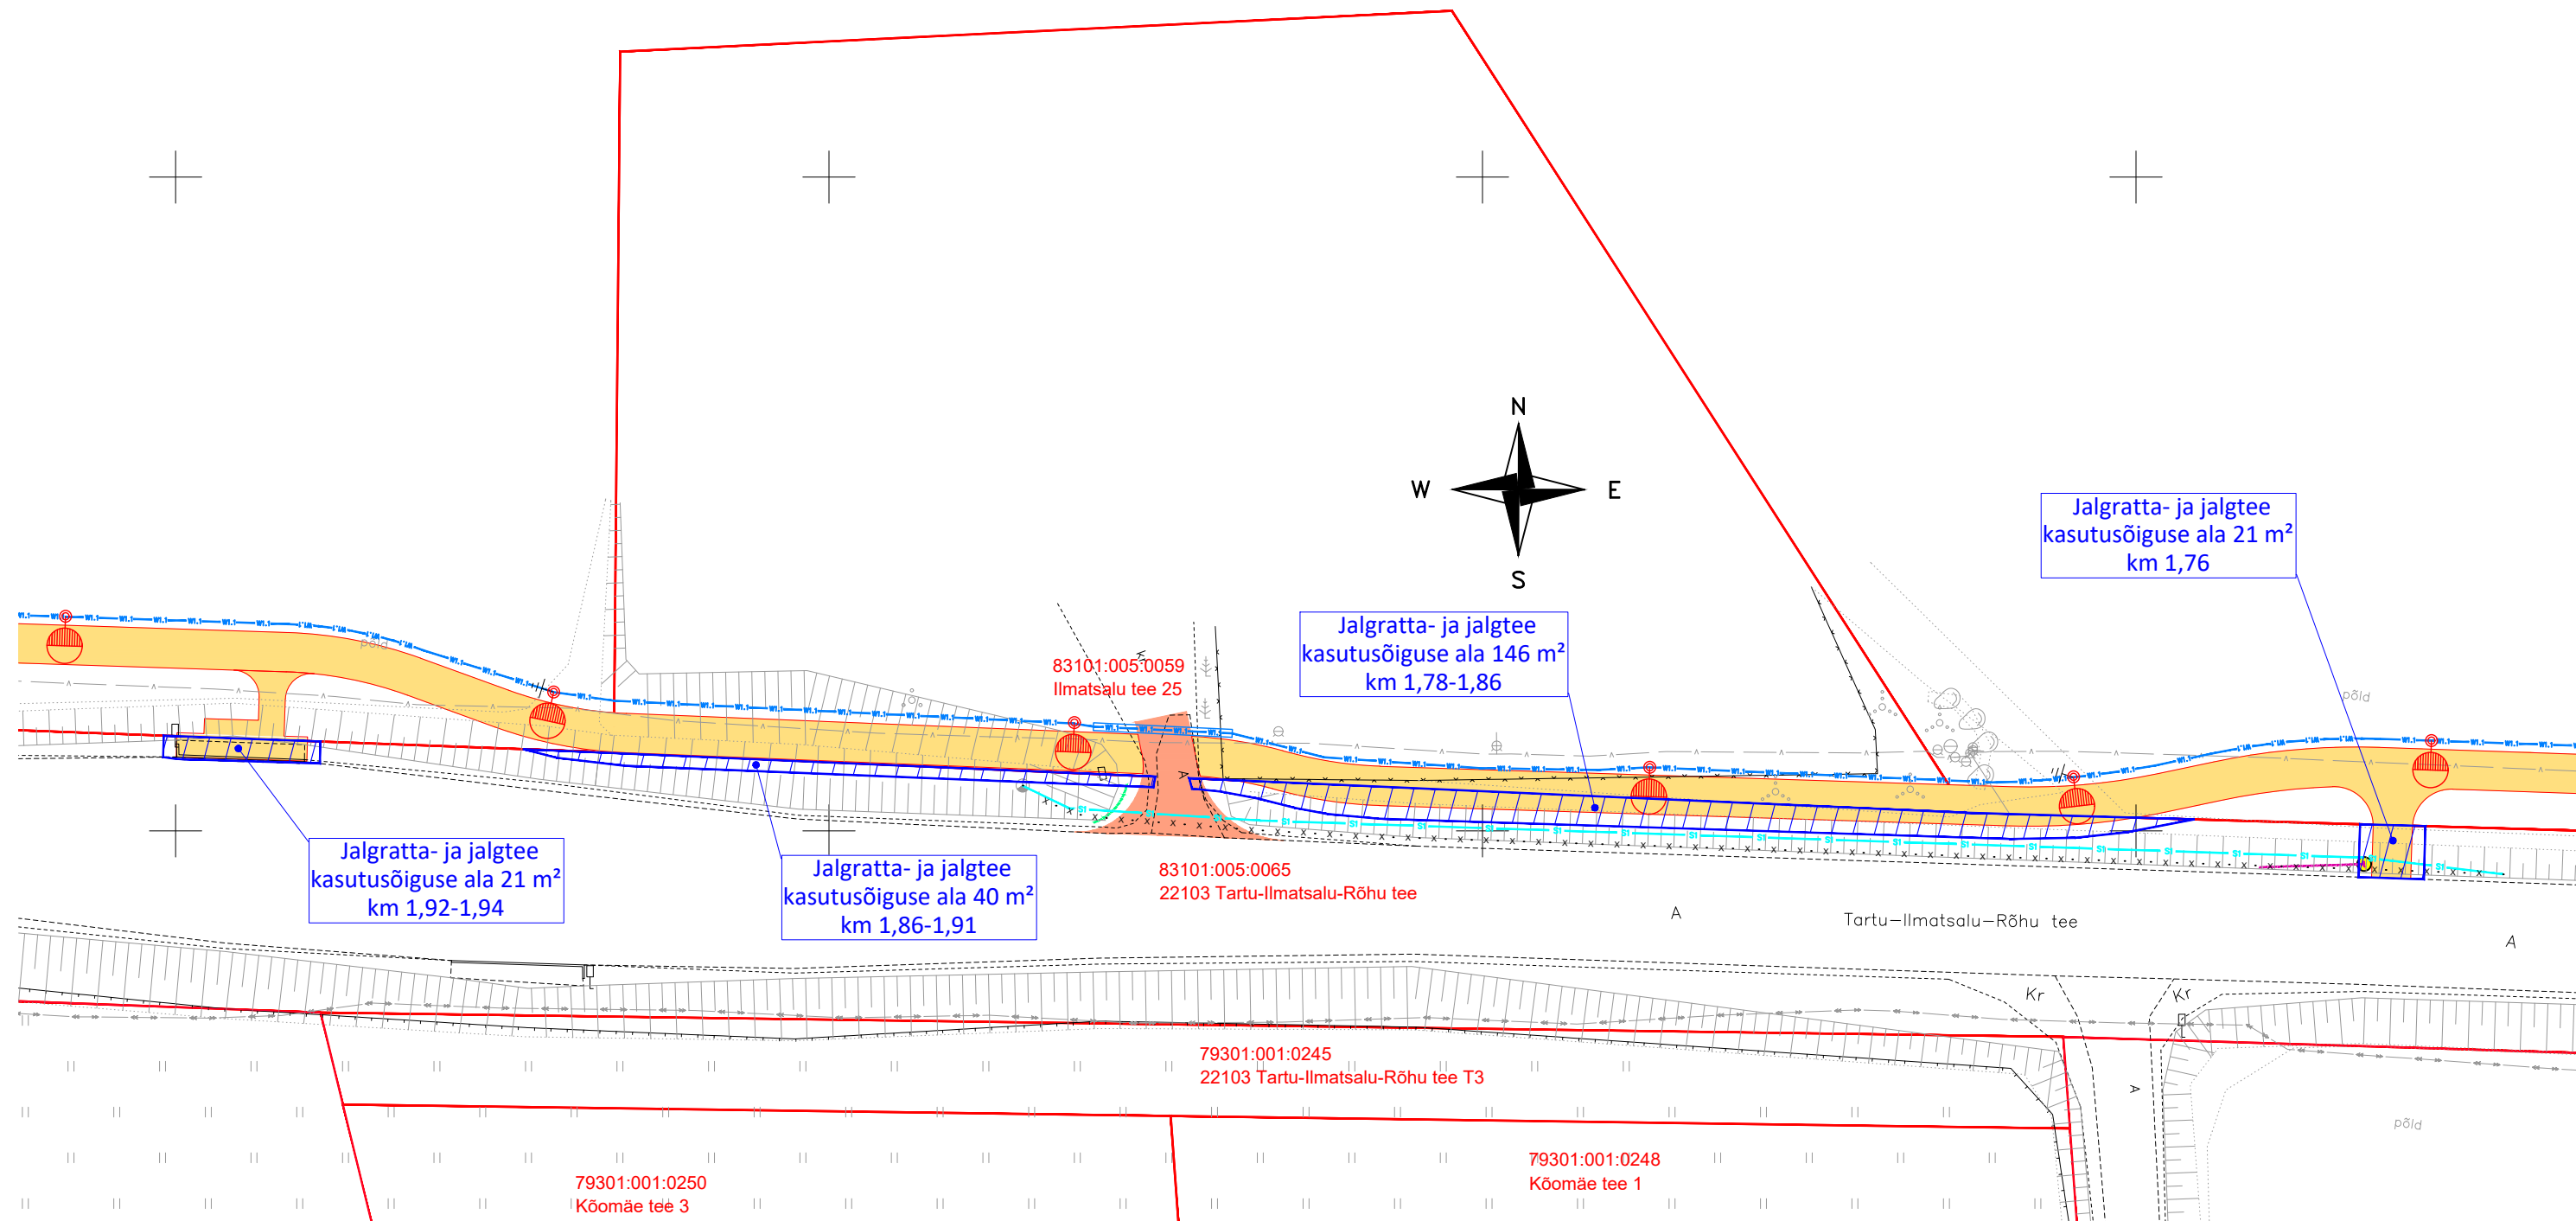 N
W
E
S
Jalgratta- ja jalgtee
kasutusõiguse ala 21 m²
km 1,76
Jalgratta- ja jalgtee
kasutusõiguse ala 146 m²
km 1,78-1,86
83101:005:0059
Ilmatsalu tee 25
põld
põld
Jalgratta- ja jalgtee
kasutusõiguse ala 21 m²
km 1,92-1,94
Jalgratta- ja jalgtee
kasutusõiguse ala 40 m²
km 1,86-1,91
83101:005:0065
22103 Tartu-Ilmatsalu-Rõhu tee
A
Tartu-Ilmatsalu-Rõhu tee
A
Kr
Kr
A
79301:001:0245
22103 Tartu-Ilmatsalu-Rõhu tee T3
põld
79301:001:0250
Kõomäe tee 3
79301:001:0248
Kõomäe tee 1